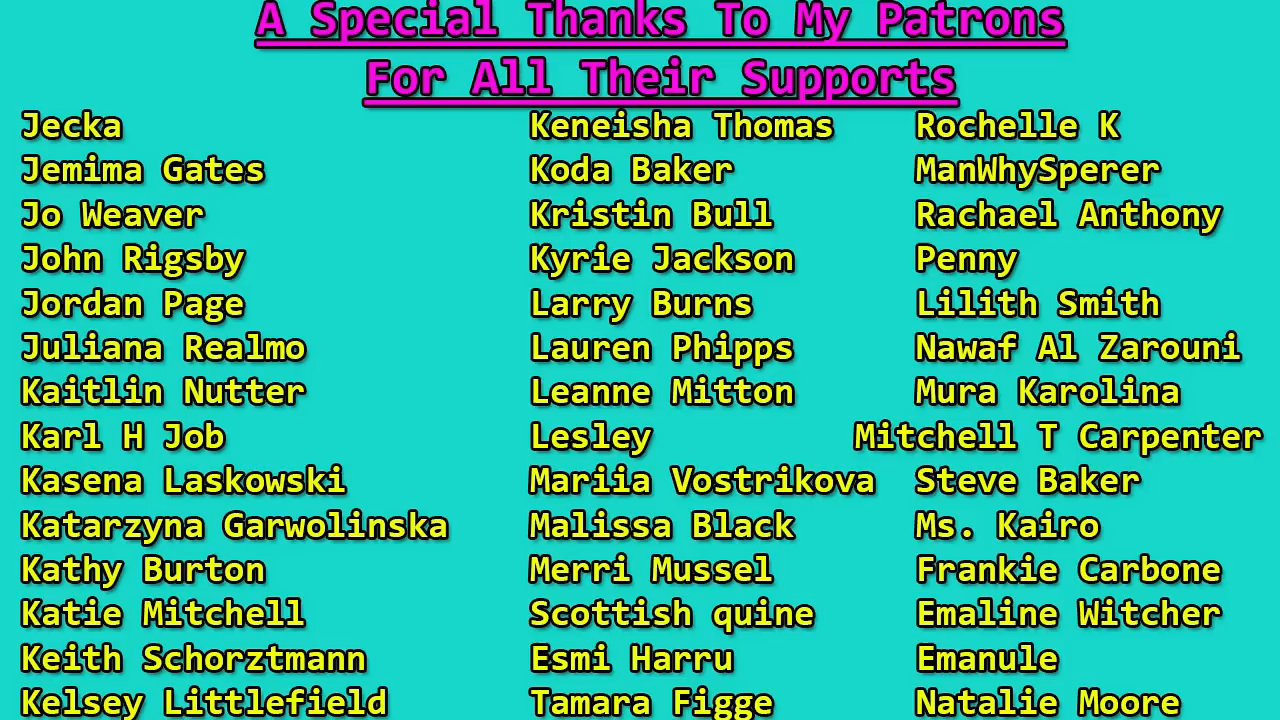 A Special Thanks To My Patrons
For All Their Supports
Jecka
Jemima Gates
Jo Weaver
John Rigsby
Jordan Page
Juliana Realmo
Kaitlin Nutter
Karl H Job
Kasena Laskowski
Katarzyna Garwolinska
Kathy Burton
Katie Mitchell
Keith Schorztmann
Kelsey Littlefield
Keneisha Thomas
Koda Baker
Kristin Bull
Kyrie Jackson
Larry Burns
Lauren Phipps
Leanne Mitton
Lesley
Mariia Vostrikova
Malissa Black
Merri Mussel
Scottish quine
Esmi Harru
Tamara Figge
Rochelle K
ManWhySperer
Rachael Anthony
Penny
Lilith Smith
Nawaf Al Zarouni
Mura Karolina
Mitchell T Carpenter
Steve Baker
Ms. Kairo
Frankie Carbone
Emaline Witcher
Emanule
Natalie Moore